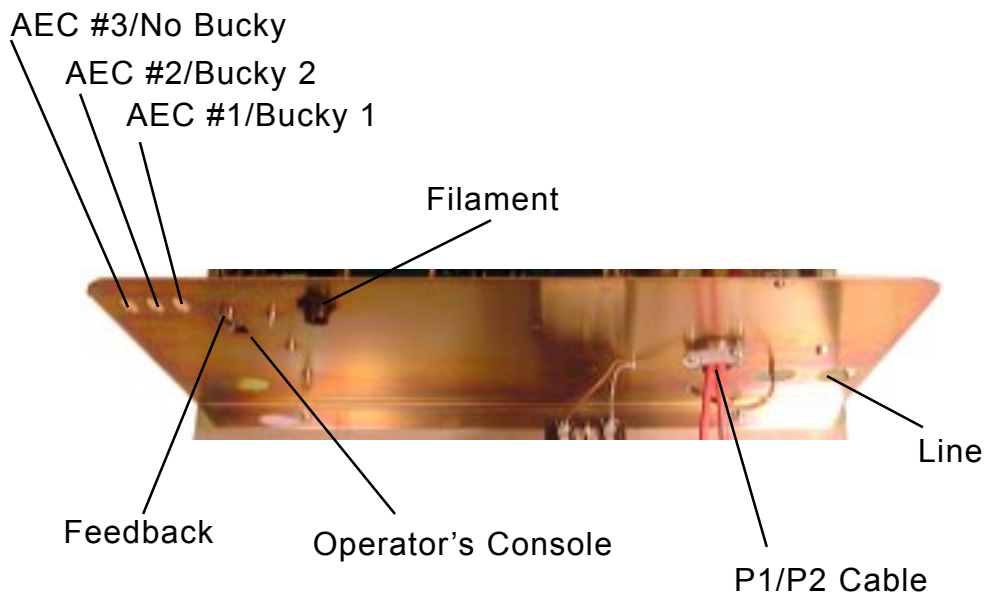 AEC #3/No Bucky
AEC #2/Bucky 2
AEC #1/Bucky 1
Filament
Line
Feedback
Operator’s Console
P1/P2 Cable